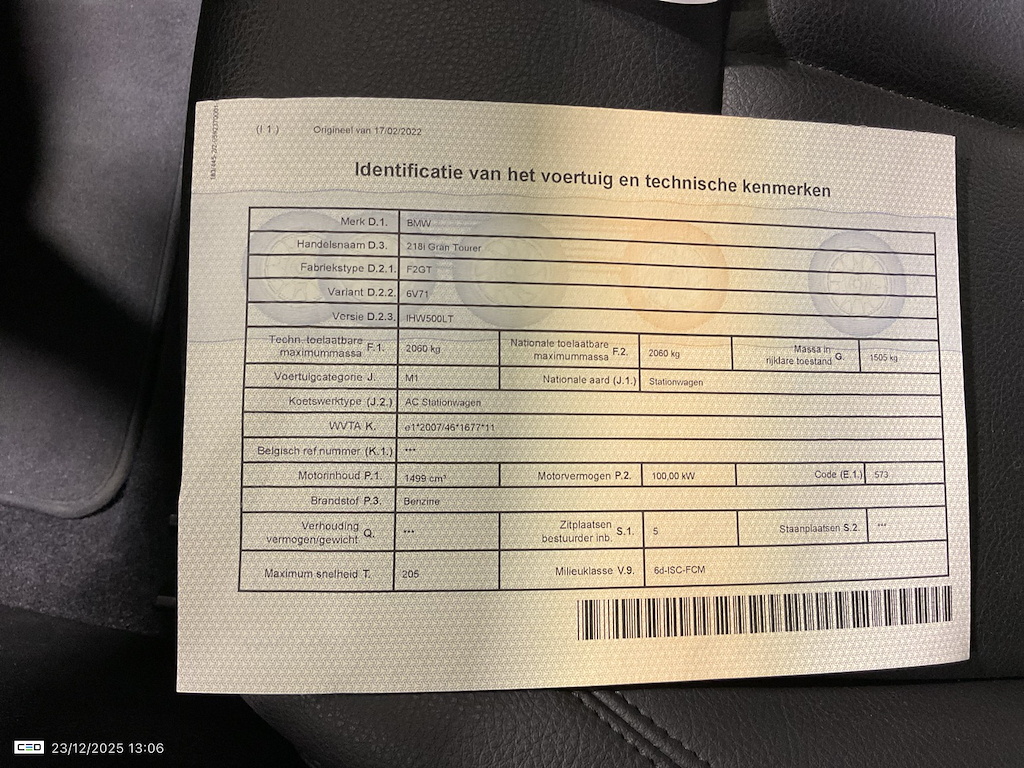 (I 1.) Origineel van 17/02/2022
Identificatie van het voertuig en technische kenmerken
Merk D.1. BMW
Handelsnaam D.3. 218i Gran Tourer
Fabriekstype D.2.1. F2GT
Variant D.2.2. 6V71
Versie D.2.3. IHW500LT
Techn. toelaatbare maximummassa F.1. 2060 kg Nationale toelaatbare maximummassa F.2. 2060 kg Massa in rijklare toestand G. 1505 kg
Voertuigcategorie J. M1 Nationale aard (J.1.) Stationwagen
Koetswerktype (J.2.) AC Stationwagen
WVTA K. e1*2007/46*1677*11
Belgisch ref.nummer (K.1.) ***
Motorinhoud P.1. 1499 cm³ Motorvermogen P.2. 100,00 kW Code (E.1.) 573
Brandstof P.3. Benzine
Verhouding vermogen/gewicht Q. *** Zitplaatsen bestuurder inb. S.1. 5 Staanplaatsen S.2. ***
Maximum snelheid T. 205 Milieuklasse V.9. 6d-ISC-FCM
CEO 23/12/2025 13:06